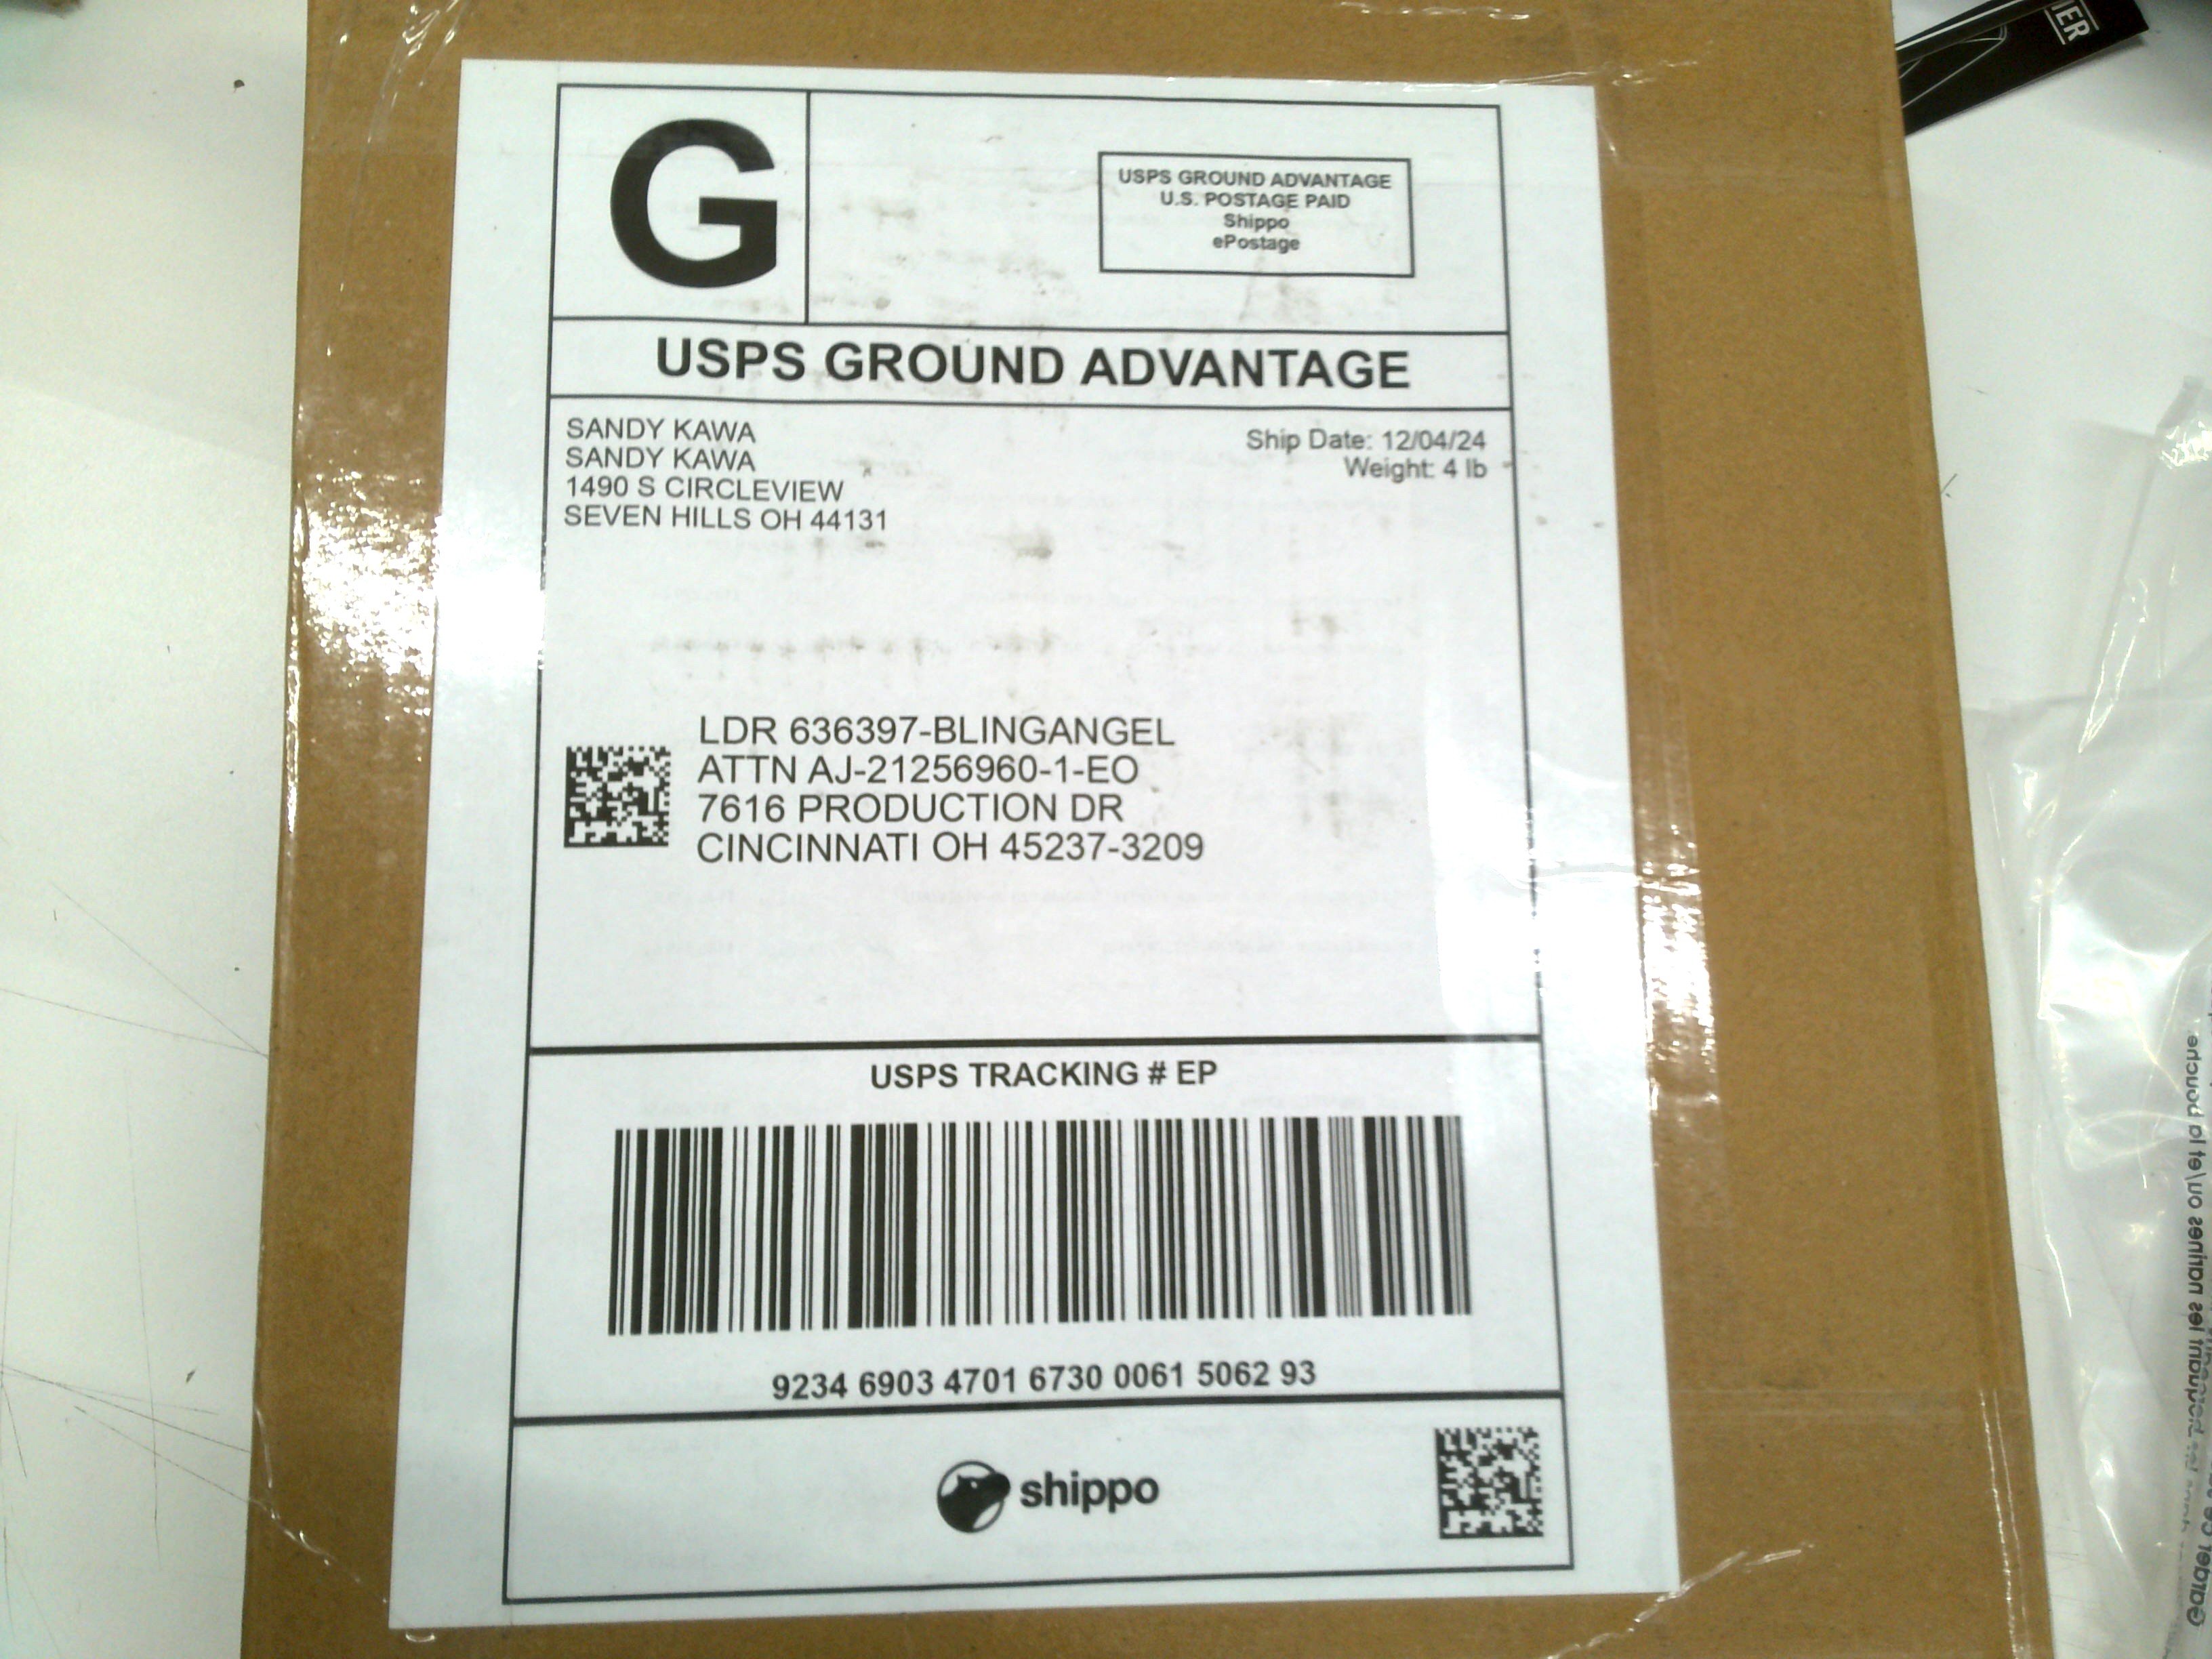 G
USPS GROUND ADVANTAGE
U.S. POSTAGE PAID
Shippo
ePostage
USPS GROUND ADVANTAGE
SANDY KAWA
SANDY KAWA
1490 S CIRCLEVIEW
SEVEN HILLS OH 44131
Ship Date: 12/04/24
Weight: 4 lb
LDR 636397-BLINGANGEL
ATTN AJ-21256960-1-EO
7616 PRODUCTION DR
CINCINNATI OH 45237-3209
USPS TRACKING # EP
9234 6903 4701 6730 0061 5062 93
shippo